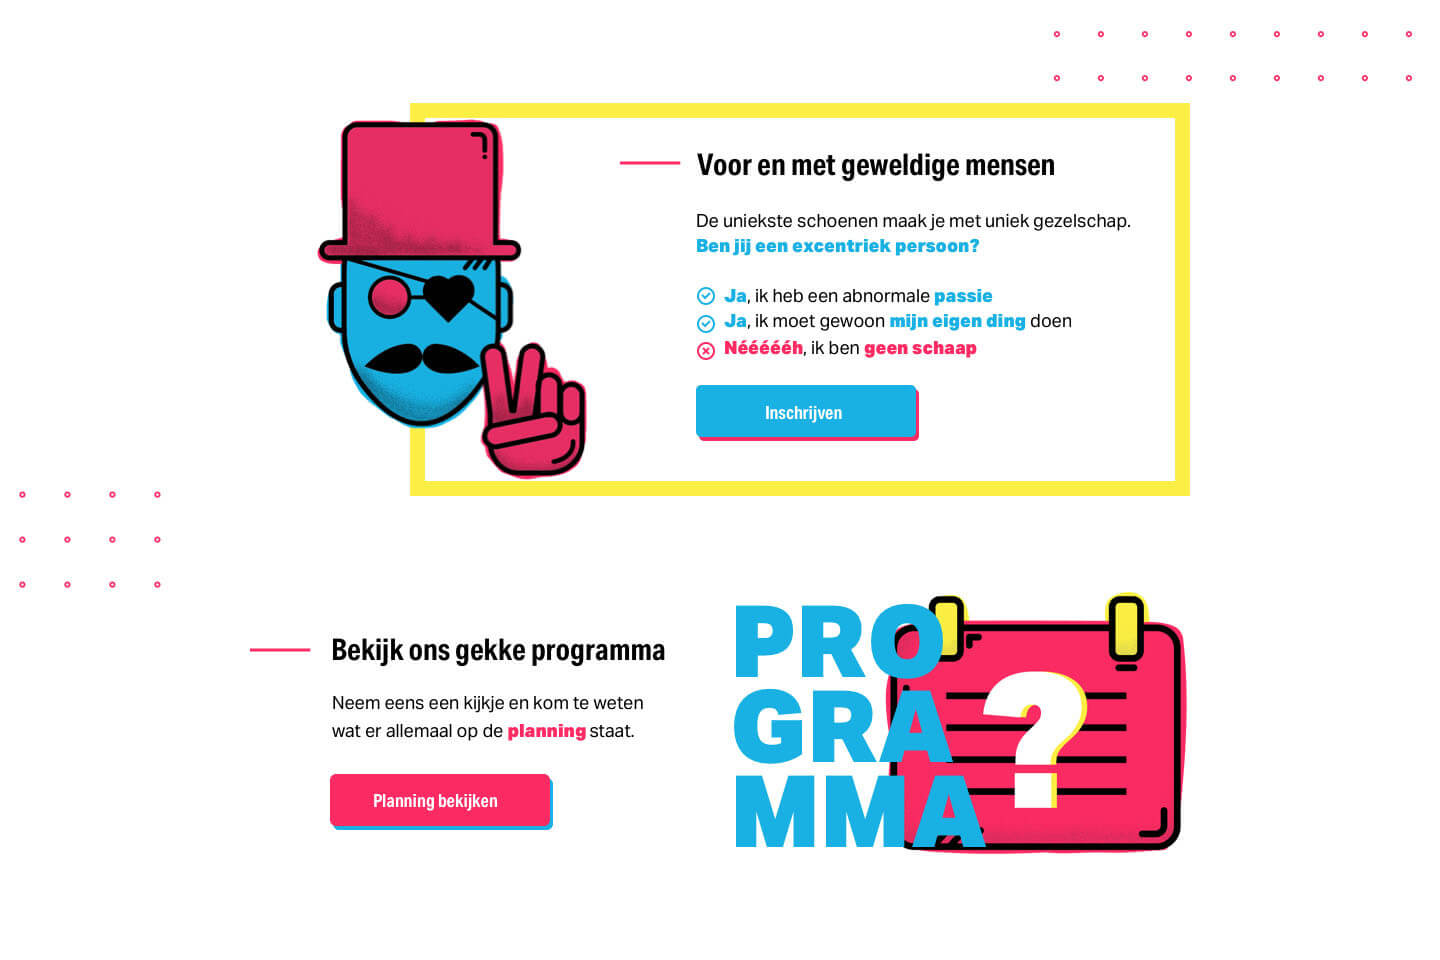 Voor en met geweldige mensen
De uniekste schoenen maak je met uniek gezelschap.
Ben jij een excentriek persoon?
Ja, ik heb een abnormale passie
Ja, ik moet gewoon mijn eigen ding doen
Nééééééh, ik ben geen schaap
Inschrijven
Bekijk ons gekke programma
Neem eens een kijkje en kom te weten
wat er allemaal op de planning staat.
Planning bekijken
PRO
GRA
MMA
?